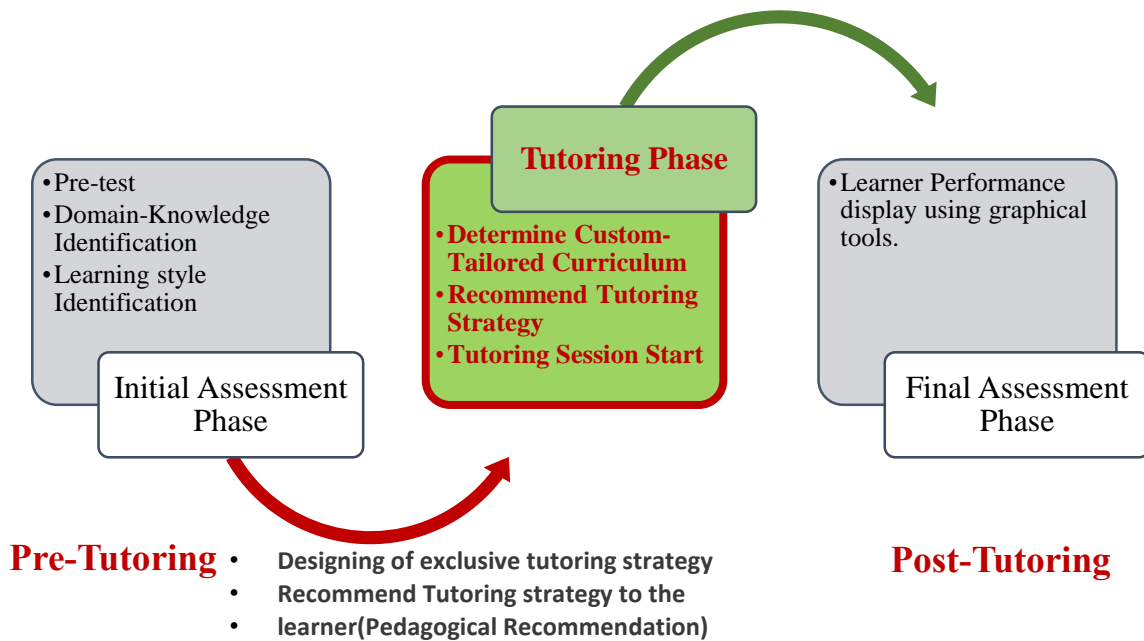 •Pre-test
•Domain-Knowledge
Identification
•Learning style
Identification
Initial Assessment
Phase
Tutoring Phase
•Determine Custom-
Tailored Curriculum
•Recommend Tutoring
Strategy
•Tutoring Session Start
•Learner Performance
display using graphical
tools.
Final Assessment
Phase
Pre-Tutoring
• Designing of exclusive tutoring strategy
• Recommend Tutoring strategy to the
• learner(Pedagogical Recommendation)
Post-Tutoring